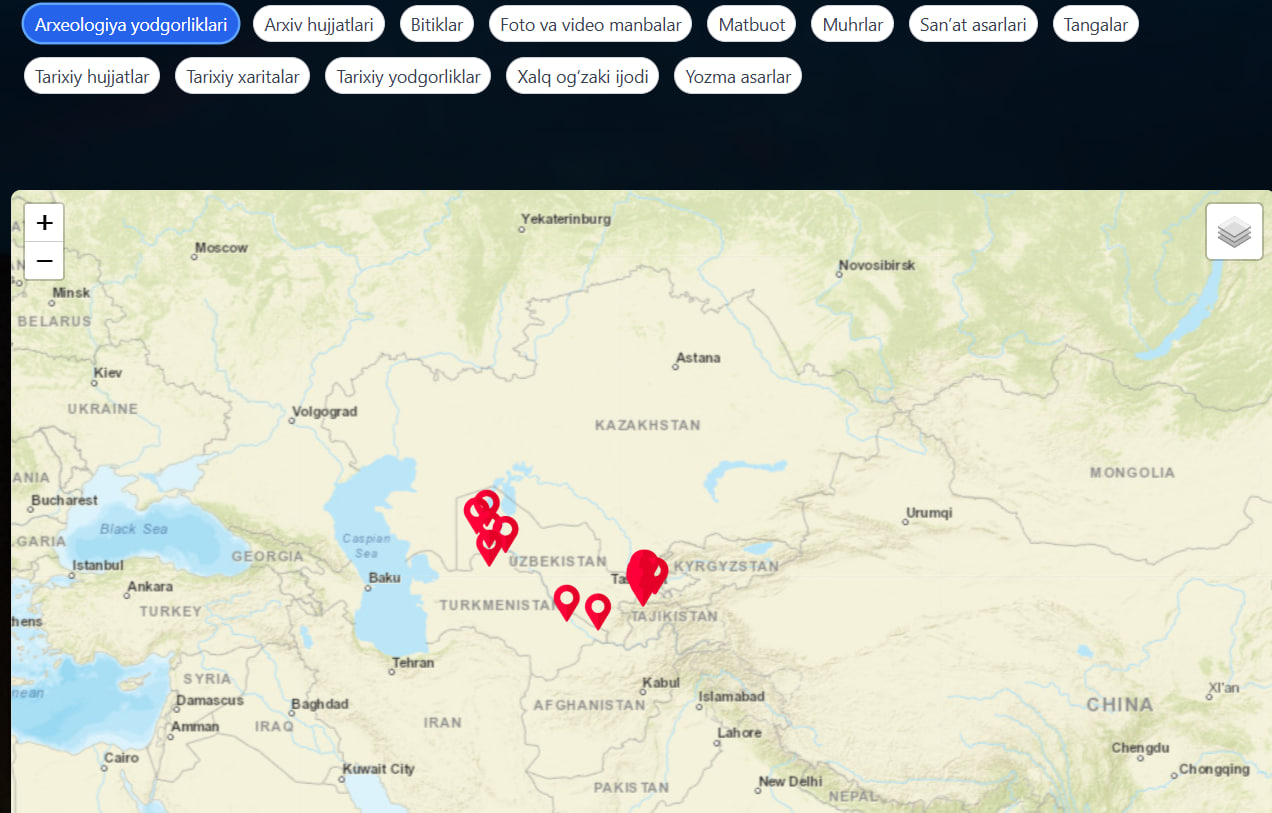 Arxeologiya yodgorliklari Arxiv hujjatlari Bitiklar Foto va video manbalar Matbuot Muhrlar San’at asarlari Tangalar
Tarixiy hujjatlar Tarixiy xaritalar Tarixiy yodgorliklar Xalq og‘zaki ijodi Yozma asarlar
+
−
Yekaterinburg
Moscow
Novosibirsk
Minsk
BELARUS
Astana
Kiev
UKRAINE
Volgograd
KAZAKHSTAN
MONGOLIA
ANIA
Bucharest
Urumqi
Black Sea
GARIA
Caspian
Sea
GEORGIA
UZBEKISTAN
KYRGYZSTAN
Istanbul
Baku
Ankara
TURKEY
TURKMENISTAN
TAJIKISTAN
hens
Tehran
SYRIA
Kabul
Islamabad
Xi'an
nean
Damascus
Baghdad
AFGHANISTAN
CHINA
Amman
IRAQ
IRAN
Lahore
Chengdu
Cairo
Kuwait City
Chongqing
New Delhi
PAKISTAN
NEPAL